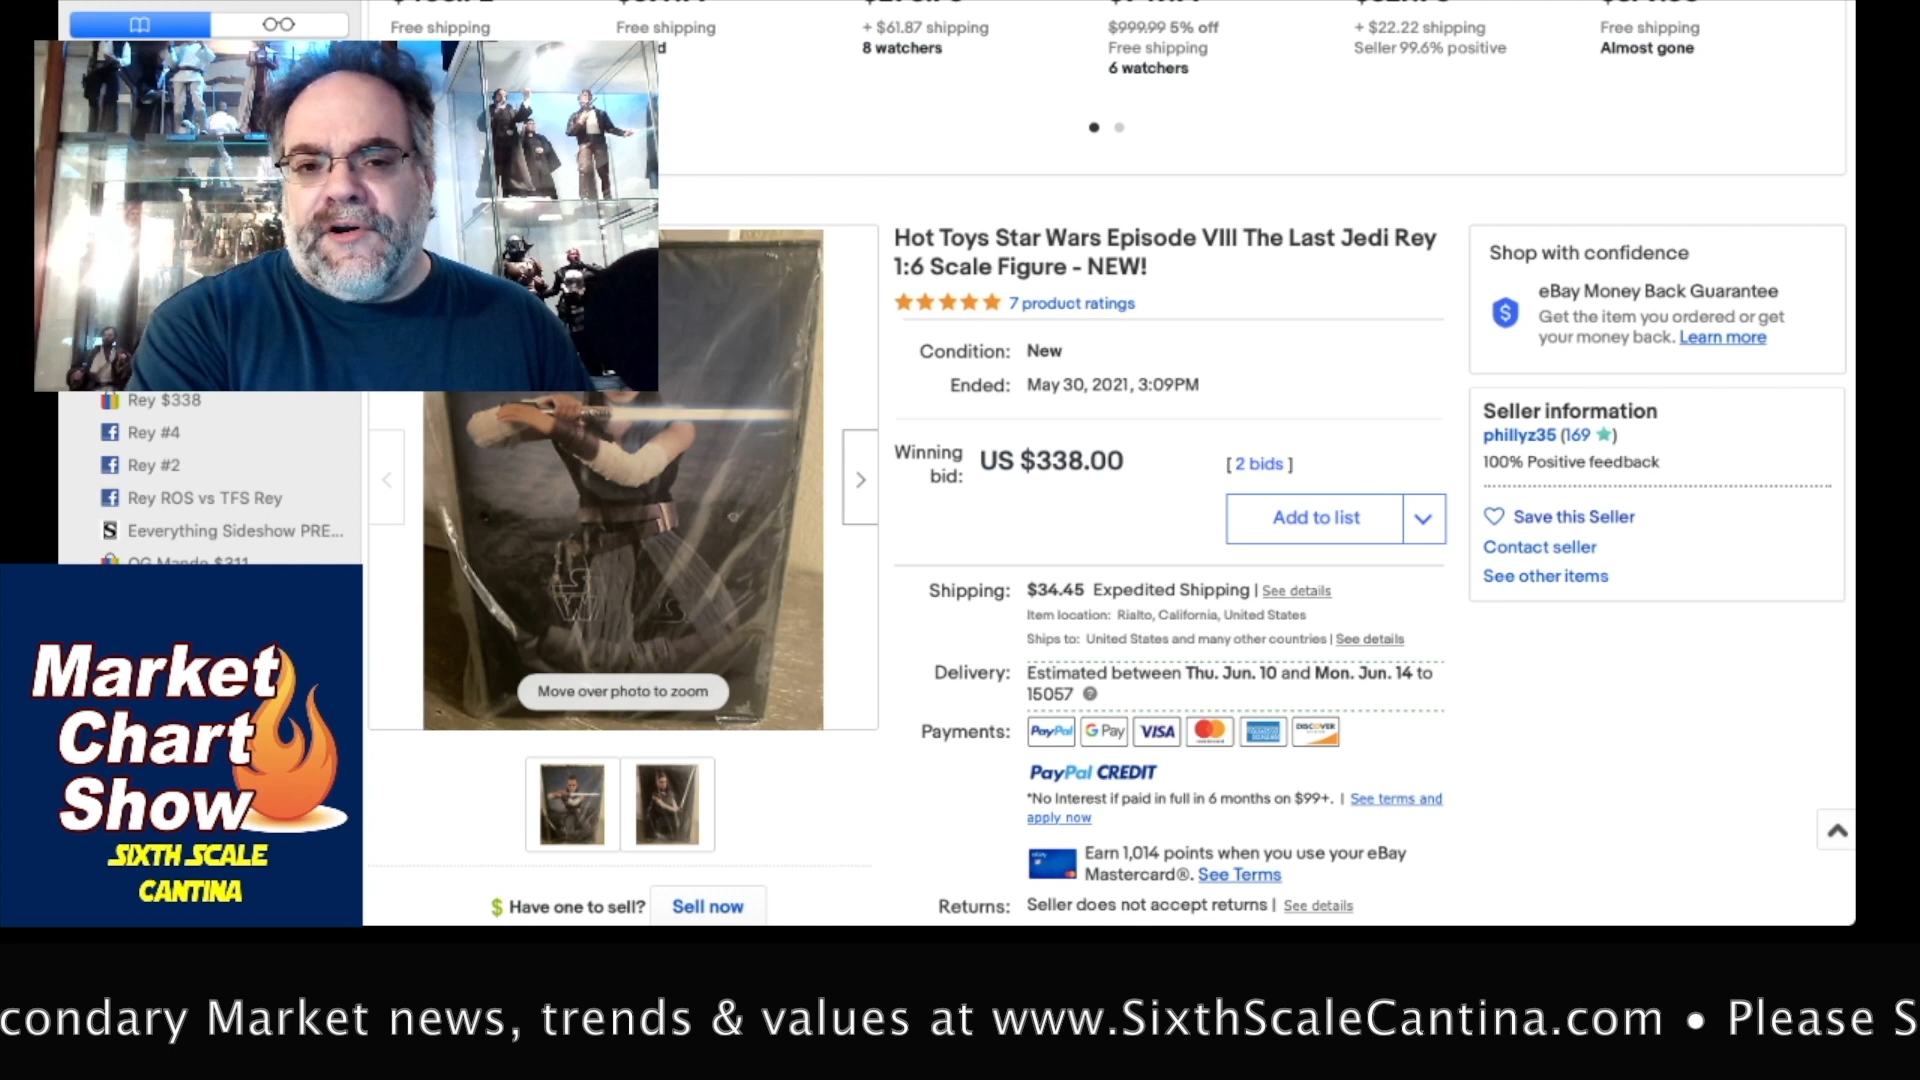 Free shipping
Free shipping
+ $61.87 shipping
8 watchers
$999.99 5% off
Free shipping
6 watchers
+ $22.22 shipping
Seller 99.6% positive
Free shipping
Almost gone
Rey $338
Rey #4
Rey #2
Rey ROS vs TFS Rey
Eeverything Sideshow PRE...
OG Mando $311
Market
Chart
Show
SIXTH SCALE
CANTINA
Move over photo to zoom
$ Have one to sell? Sell now
Hot Toys Star Wars Episode VIII The Last Jedi Rey
1:6 Scale Figure - NEW!
7 product ratings
Condition: New
Ended: May 30, 2021, 3:09PM
Winning
bid: US $338.00 [ 2 bids ]
Add to list
Shipping: $34.45 Expedited Shipping | See details
Item location: Rialto, California, United States
Ships to: United States and many other countries | See details
Delivery: Estimated between Thu. Jun. 10 and Mon. Jun. 14 to
15057
Payments: PayPal G Pay VISA mastercard AMERICAN EXPRESS DISCOVER
PayPal CREDIT
*No Interest if paid in full in 6 months on $99+. | See terms and
apply now
Earn 1,014 points when you use your eBay
Mastercard®. See Terms
Returns: Seller does not accept returns | See details
Shop with confidence
eBay Money Back Guarantee
Get the item you ordered or get
your money back. Learn more
Seller information
phillyz35 (169 ★)
100% Positive feedback
Save this Seller
Contact seller
See other items
condary Market news, trends & values at www.SixthScaleCantina.com • Please S